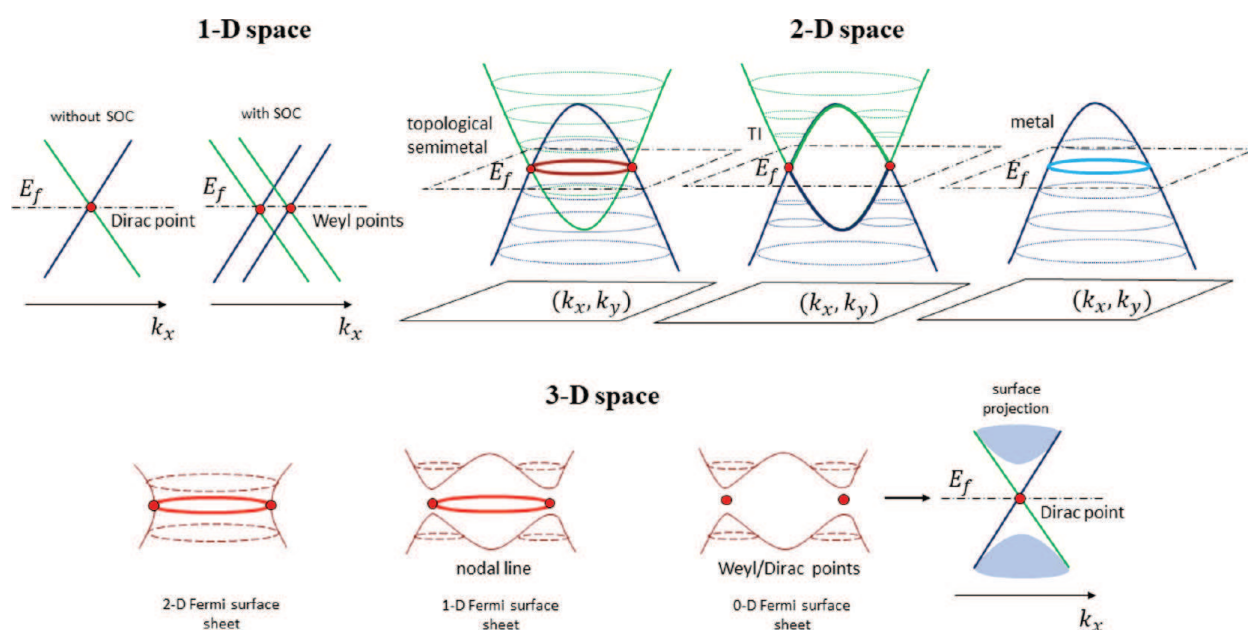 1-D space
2-D space
without SOC
with SOC
E_f
Dirac point
E_f
Weyl points
k_x
k_x
topological
semimetal
E_f
(k_x, k_y)
TI
E_f
(k_x, k_y)
metal
E_f
(k_x, k_y)
3-D space
2-D Fermi surface
sheet
nodal line
1-D Fermi surface
sheet
Weyl/Dirac points
0-D Fermi surface
sheet
surface
projection
E_f
Dirac point
k_x